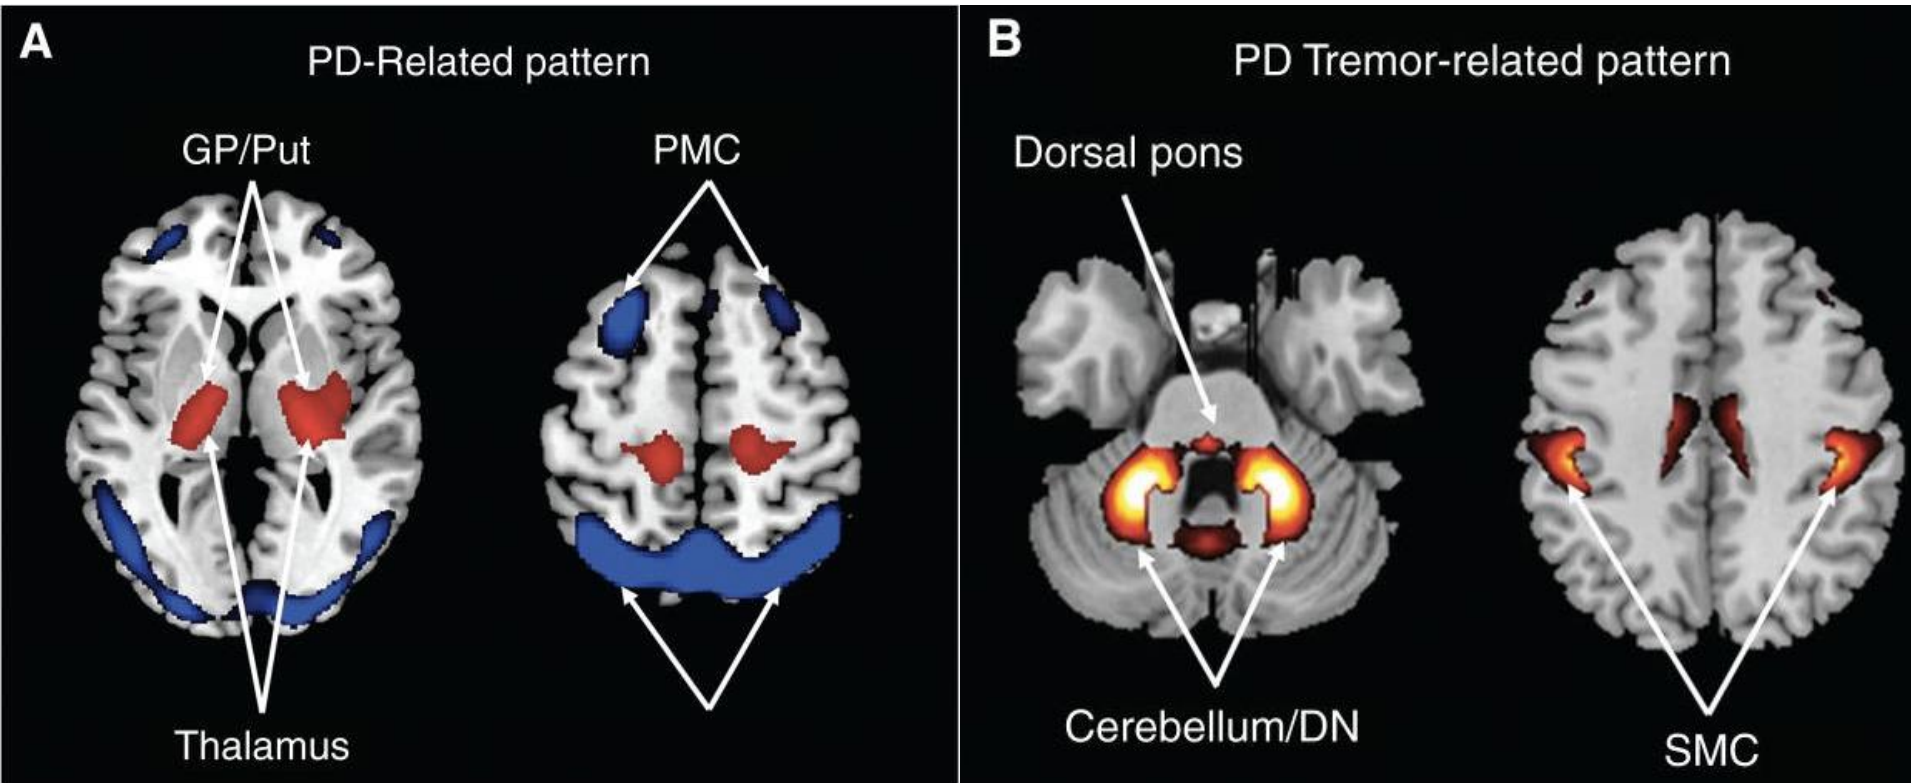 A
PD-Related pattern
GP/Put
PMC
Thalamus
B
PD Tremor-related pattern
Dorsal pons
Cerebellum/DN
SMC